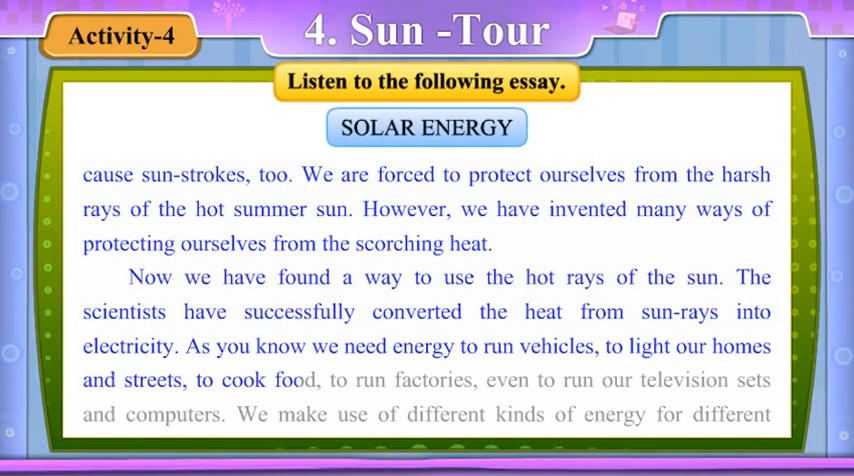 Activity-4
4. Sun -Tour
Listen to the following essay.
SOLAR ENERGY
cause sun-strokes, too. We are forced to protect ourselves from the harsh
rays of the hot summer sun. However, we have invented many ways of
protecting ourselves from the scorching heat.
Now we have found a way to use the hot rays of the sun. The
scientists have successfully converted the heat from sun-rays into
electricity. As you know we need energy to run vehicles, to light our homes
and streets, to cook food, to run factories, even to run our television sets
and computers. We make use of different kinds of energy for different